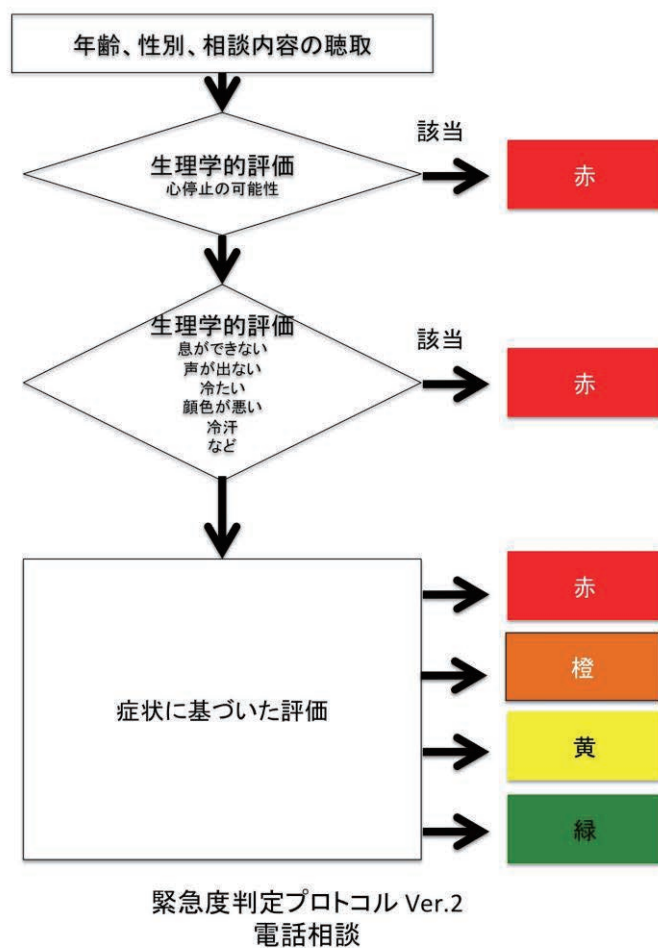 年齢、性別、相談内容の聴取
生理学的評価
心停止の可能性
該当
赤
生理学的評価
息ができない
声が出ない
冷たい
顔色が悪い
冷汗
など
該当
赤
症状に基づいた評価
赤
橙
黄
緑
緊急度判定プロトコル Ver.2
電話相談